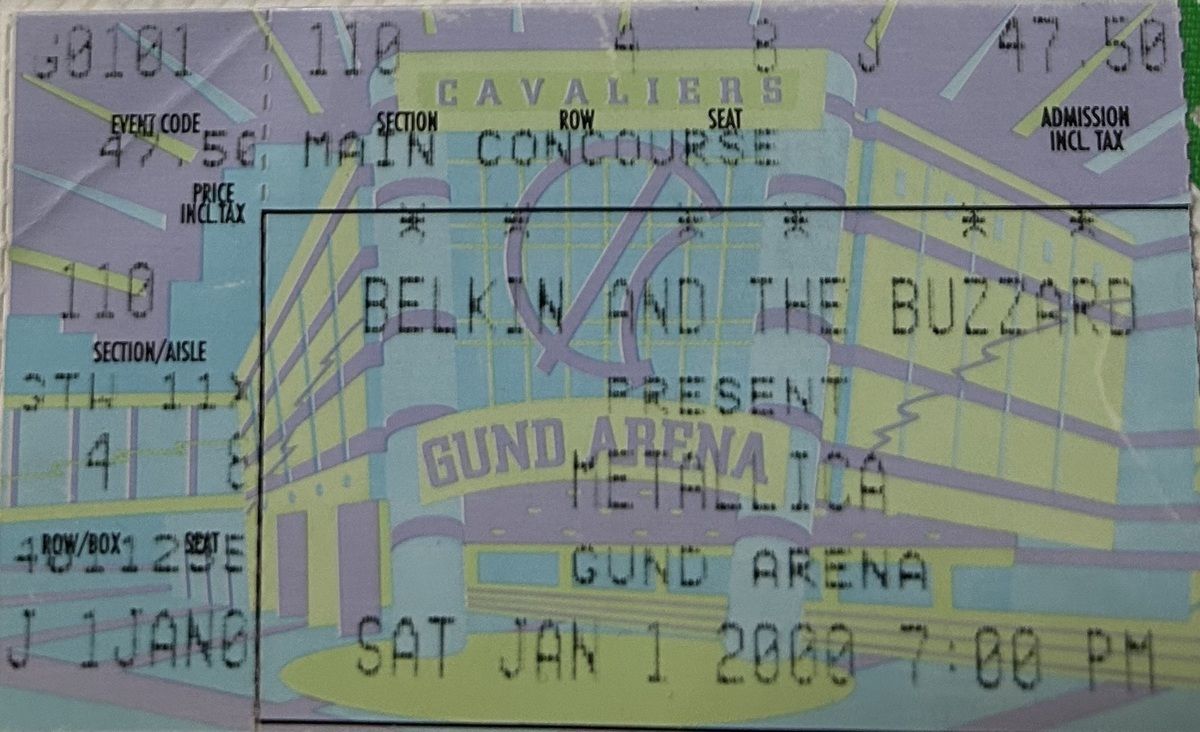 G0101 110 4 8 J 47.50
CAVALIERS
EVENT CODE SECTION ROW SEAT ADMISSION INCL. TAX
47.50 MAIN CONCOURSE
PRICE INCL. TAX
* * * * * *
110 BELKIN AND THE BUZZARD
SECTION/AISLE
PRESENT
4
GUND ARENA
METALLICA
ROW/BOX SEAT
GUND ARENA
J 1JAN0 SAT JAN 1 2000 7:00 PM